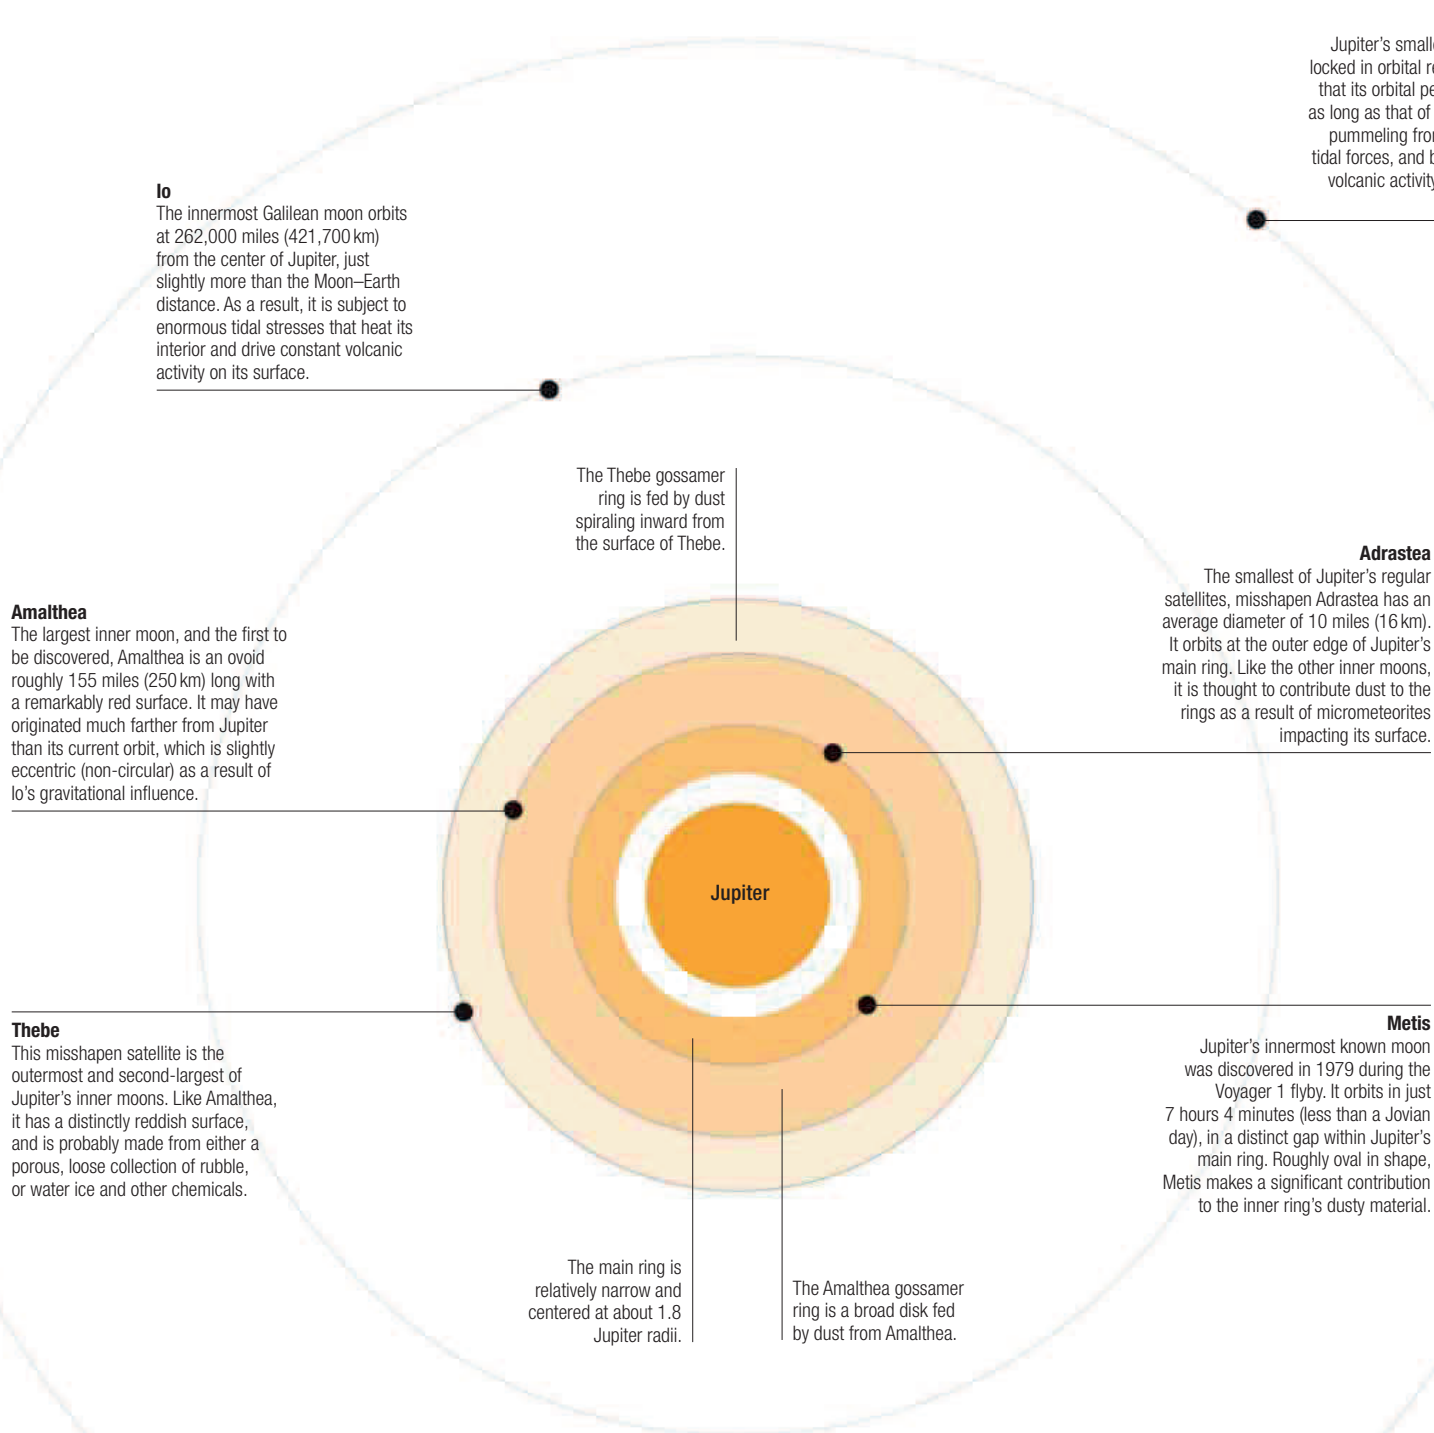 Jupiter’s small
locked in orbital
that its orbital
as long as that of
pummeling
tidal forces, and
volcanic activity
Io
The innermost Galilean moon orbits
at 262,000 miles (421,700 km)
from the center of Jupiter, just
slightly more than the Moon–Earth
distance. As a result, it is subject to
enormous tidal stresses that heat its
interior and drive constant volcanic
activity on its surface.
The Thebe gossamer
ring is fed by dust
spiraling inward from
the surface of Thebe.
Adrastea
The smallest of Jupiter’s regular
satellites, misshapen Adrastea has an
average diameter of 10 miles (16 km).
It orbits at the outer edge of Jupiter’s
main ring. Like the other inner moons,
it is thought to contribute dust to the
rings as a result of micrometeorites
impacting its surface.
Amalthea
The largest inner moon, and the first to
be discovered, Amalthea is an ovoid
roughly 155 miles (250 km) long with
a remarkably red surface. It may have
originated much farther from Jupiter
than its current orbit, which is slightly
eccentric (non-circular) as a result of
Io’s gravitational influence.
Jupiter
Thebe
This misshapen satellite is the
outermost and second-largest of
Jupiter’s inner moons. Like Amalthea,
it has a distinctly reddish surface,
and is probably made from either a
porous, loose collection of rubble,
or water ice and other chemicals.
Metis
Jupiter’s innermost known moon
was discovered in 1979 during the
Voyager 1 flyby. It orbits in just
7 hours 4 minutes (less than a Jovian
day), in a distinct gap within Jupiter’s
main ring. Roughly oval in shape,
Metis makes a significant contribution
to the inner ring’s dusty material.
The main ring is
relatively narrow and
centered at about 1.8
Jupiter radii.
The Amalthea gossamer
ring is a broad disk fed
by dust from Amalthea.